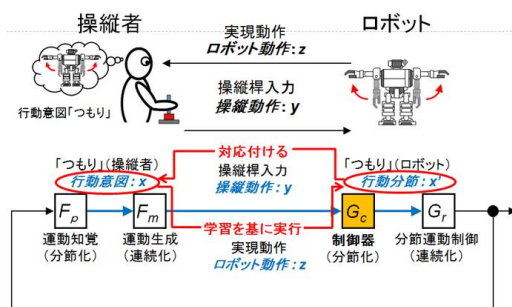 操縦者
ロボット
実現動作
ロボット動作：z
行動意図「つもり」
操縦桿入力
操縦動作：y
「つもり」（操縦者）
対応付ける
「つもり」（ロボット）
行動意図：x
操縦桿入力
行動分節：x'
操縦動作：y
Fp
Fm
Gc
Gr
学習を基に実行
運動知覚
運動生成
実現動作
制御器
分節運動制御
（分節化）
（連続化）
ロボット動作：z
（分節化）
（連続化）